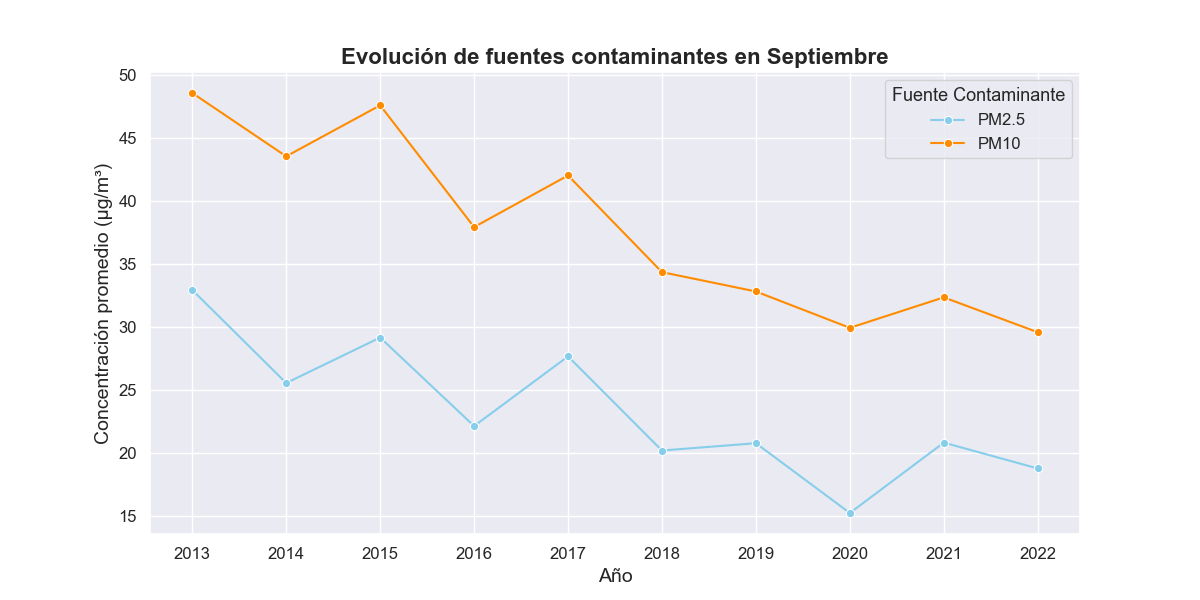 Evolución de fuentes contaminantes en Septiembre
Fuente Contaminante
PM2.5
PM10
Concentración promedio (µg/m³)
50
45
40
35
30
25
20
15
2013 2014 2015 2016 2017 2018 2019 2020 2021 2022
Año